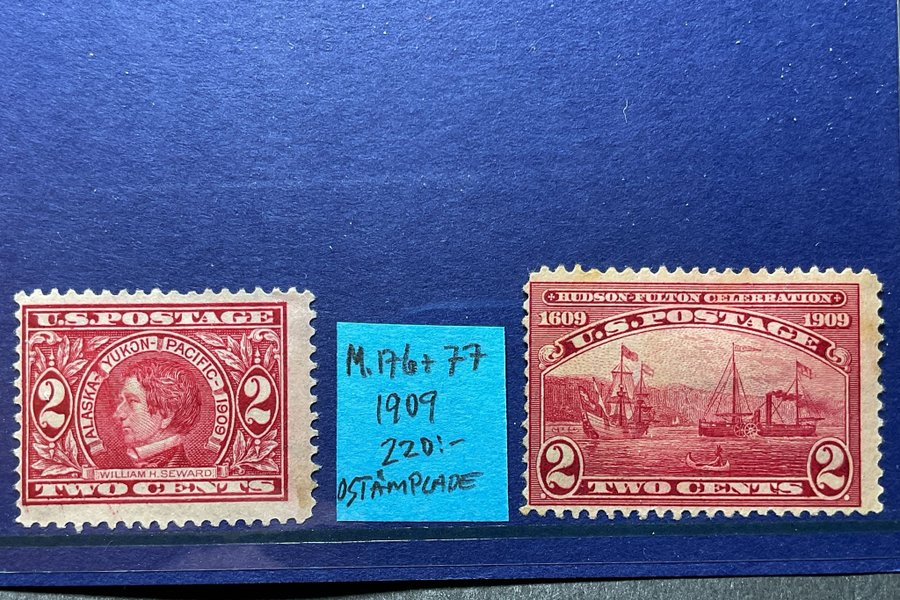 U.S. POSTAGE
ALASKA-YUKON-PACIFIC-1909
2 2
WILLIAM H. SEWARD
TWO CENTS
M.176+77
1909
220:-
OSTÄMPLADE
HUDSON-FULTON CELEBRATION
1609 1909
U.S. POSTAGE
2 2
TWO CENTS